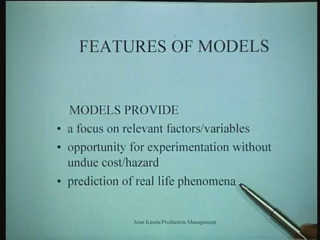 FEATURES OF MODELS
MODELS PROVIDE
• a focus on relevant factors/variables
• opportunity for experimentation without
undue cost/hazard
• prediction of real life phenomena
Arun Kanda/Production Management